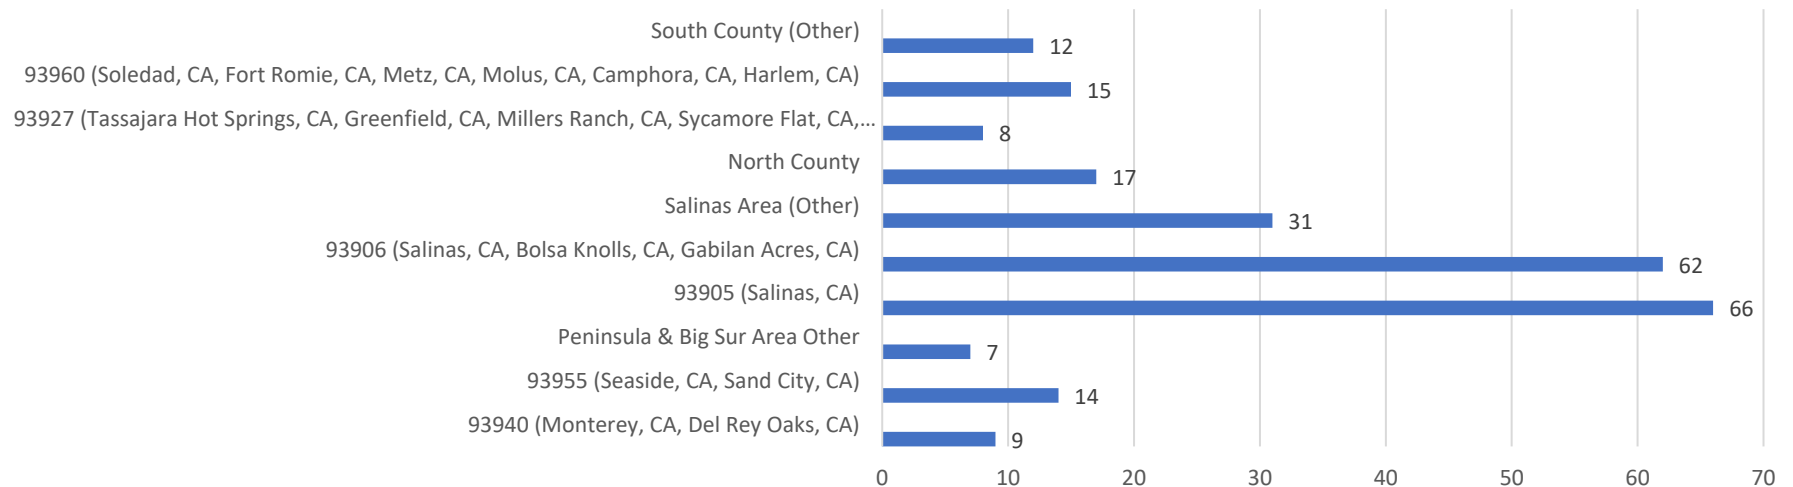 South County (Other)
12
93960 (Soledad, CA, Fort Romie, CA, Metz, CA, Molus, CA, Camphora, CA, Harlem, CA)
15
93927 (Tassajara Hot Springs, CA, Greenfield, CA, Millers Ranch, CA, Sycamore Flat, CA,...
8
North County
17
Salinas Area (Other)
31
93906 (Salinas, CA, Bolsa Knolls, CA, Gabilan Acres, CA)
62
93905 (Salinas, CA)
66
Peninsula & Big Sur Area Other
7
93955 (Seaside, CA, Sand City, CA)
14
93940 (Monterey, CA, Del Rey Oaks, CA)
9
0 10 20 30 40 50 60 70